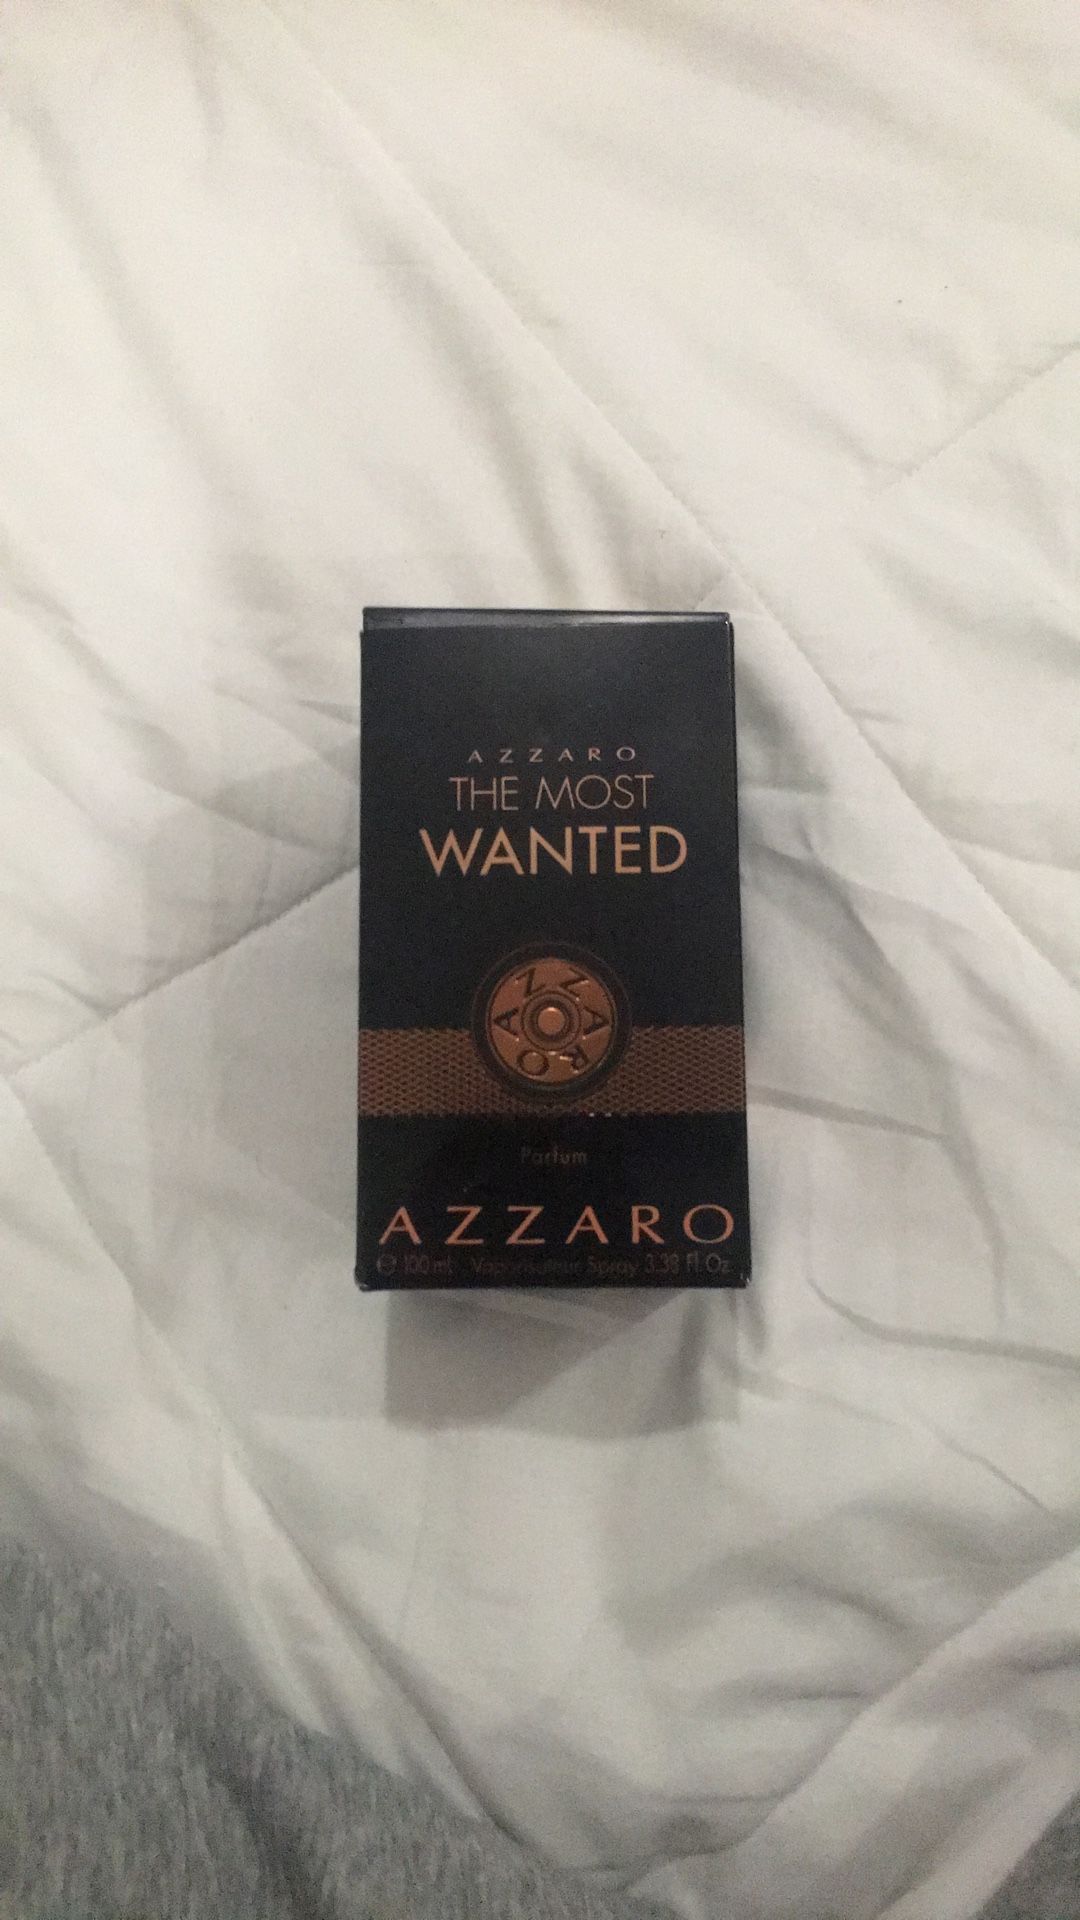 AZZARO
THE MOST
WANTED
AZZARO
Parfum
AZZARO
℮ 100 mL Vaporisateur Spray 3.38 Fl. Oz.